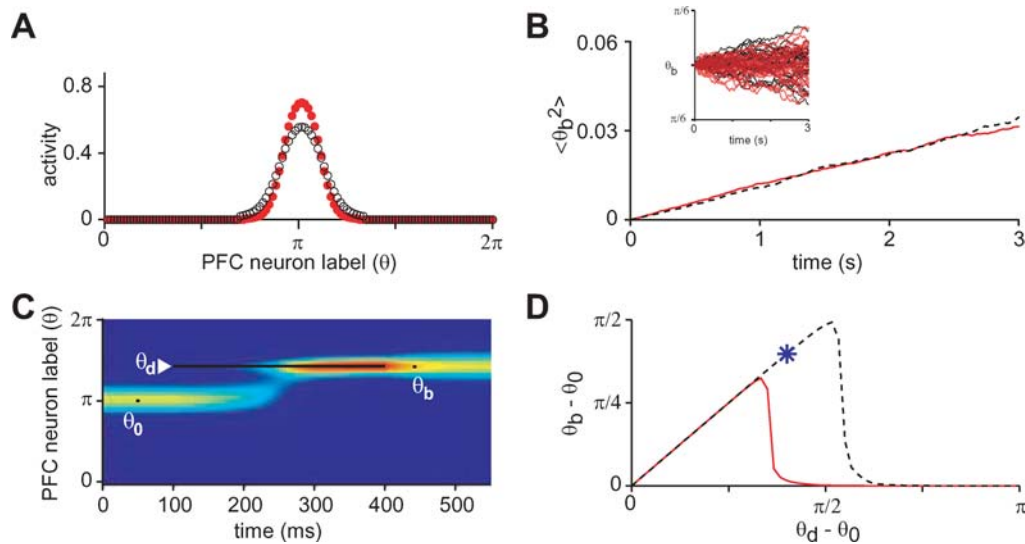 A
0.8
0.4
0
activity
0
π
2π
PFC neuron label (θ)
B
0.06
0.03
0
<θb²>
0
1
2
3
time (s)
π/6
θb
π/6
0
3
time (s)
C
2π
π
0
PFC neuron label (θ)
θd
θ0
θb
0
100
200
300
400
500
time (ms)
D
π/2
π/4
0
θb - θ0
0
π/2
π
θd - θ0